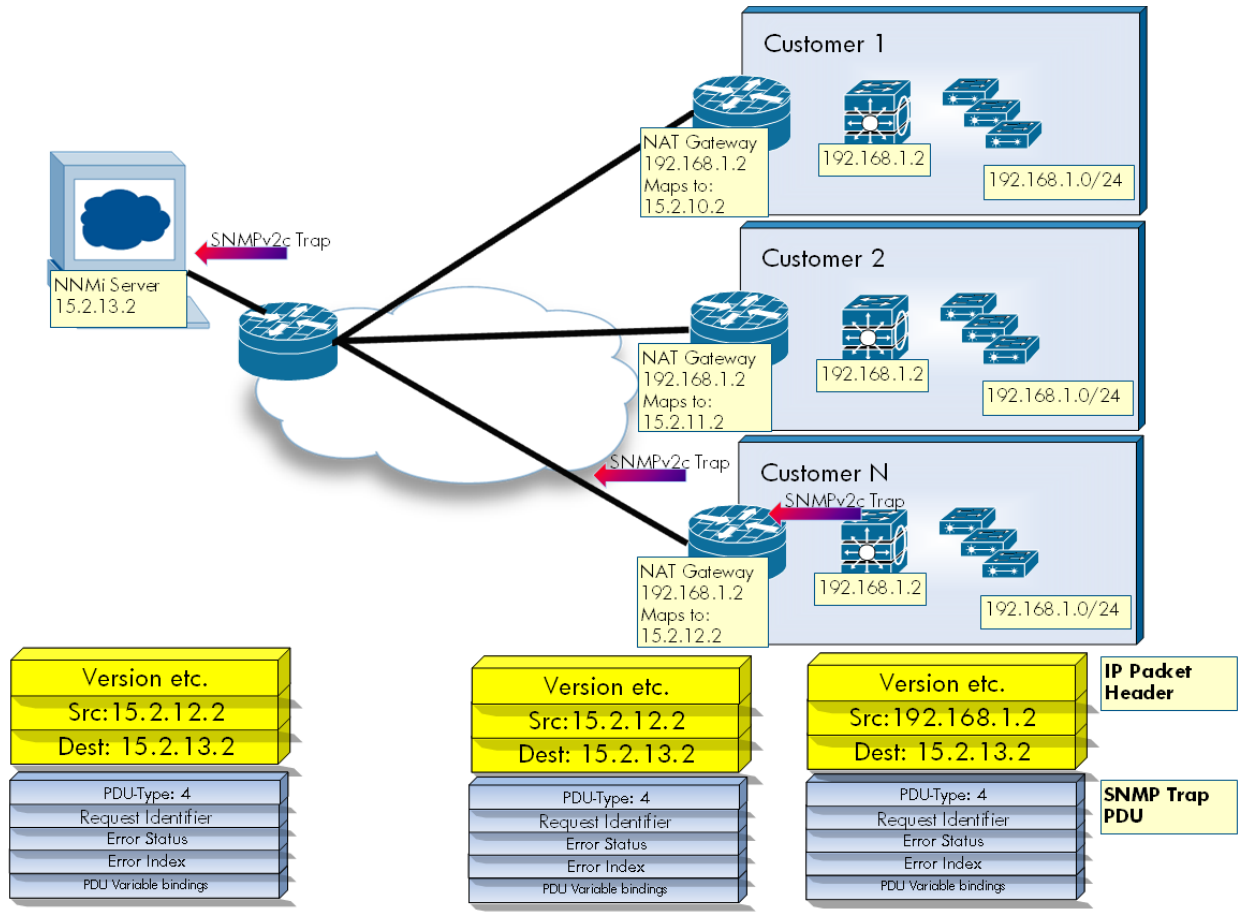 Customer 1
NAT Gateway
192.168.1.2
Maps to:
15.2.10.2
192.168.1.2
192.168.1.0/24
SNMPv2c Trap
NNMi Server
15.2.13.2
Customer 2
NAT Gateway
192.168.1.2
Maps to:
15.2.11.2
192.168.1.2
192.168.1.0/24
SNMPv2c Trap
Customer N
SNMPv2c Trap
NAT Gateway
192.168.1.2
Maps to:
15.2.12.2
192.168.1.2
192.168.1.0/24
Version etc.
Src:15.2.12.2
Dest: 15.2.13.2
PDU-Type: 4
Request Identifier
Error Status
Error Index
PDU Variable bindings
Version etc.
Src:15.2.12.2
Dest: 15.2.13.2
PDU-Type: 4
Request Identifier
Error Status
Error Index
PDU Variable bindings
Version etc.
Src:192.168.1.2
Dest: 15.2.13.2
PDU-Type: 4
Request Identifier
Error Status
Error Index
PDU Variable bindings
IP Packet
Header
SNMP Trap
PDU